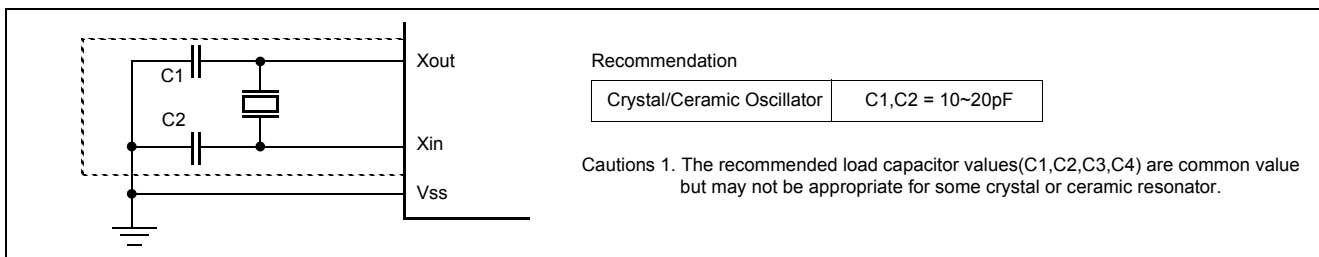 C1
C2
Xout
Xin
Vss
Recommendation
Crystal/Ceramic Oscillator C1,C2 = 10~20pF
Cautions 1. The recommended load capacitor values(C1,C2,C3,C4) are common value
but may not be appropriate for some crystal or ceramic resonator.